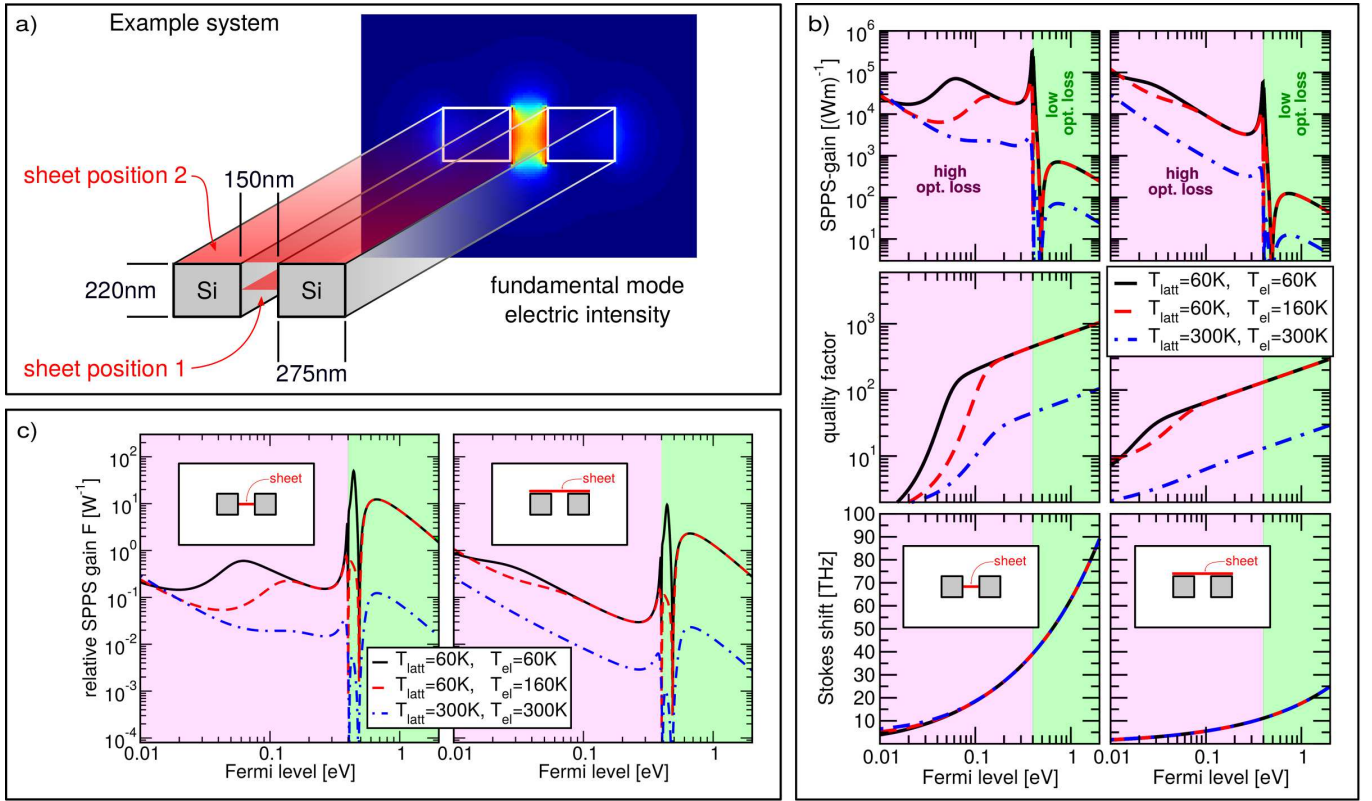 a)
Example system
sheet position 2
150nm
220nm
Si
Si
sheet position 1
275nm
fundamental mode
electric intensity
b)
SPPS-gain [(Wm)⁻¹]
10⁶
10⁵
10⁴
10³
10²
10¹
high
opt. loss
low
opt. loss
high
opt. loss
low
opt. loss
quality factor
10³
10²
10¹
T_latt=60K, T_el=60K
T_latt=60K, T_el=160K
T_latt=300K, T_el=300K
Stokes shift [THz]
100
90
80
70
60
50
40
30
20
10
sheet
sheet
0.01 0.1 1
0.01 0.1 1
Fermi level [eV]
Fermi level [eV]
c)
relative SPPS gain F [W⁻¹]
10²
10¹
10⁰
10⁻¹
10⁻²
10⁻³
10⁻⁴
sheet
sheet
T_latt=60K, T_el=60K
T_latt=60K, T_el=160K
T_latt=300K, T_el=300K
0.01 0.1 1
0.01 0.1 1
Fermi level [eV]
Fermi level [eV]